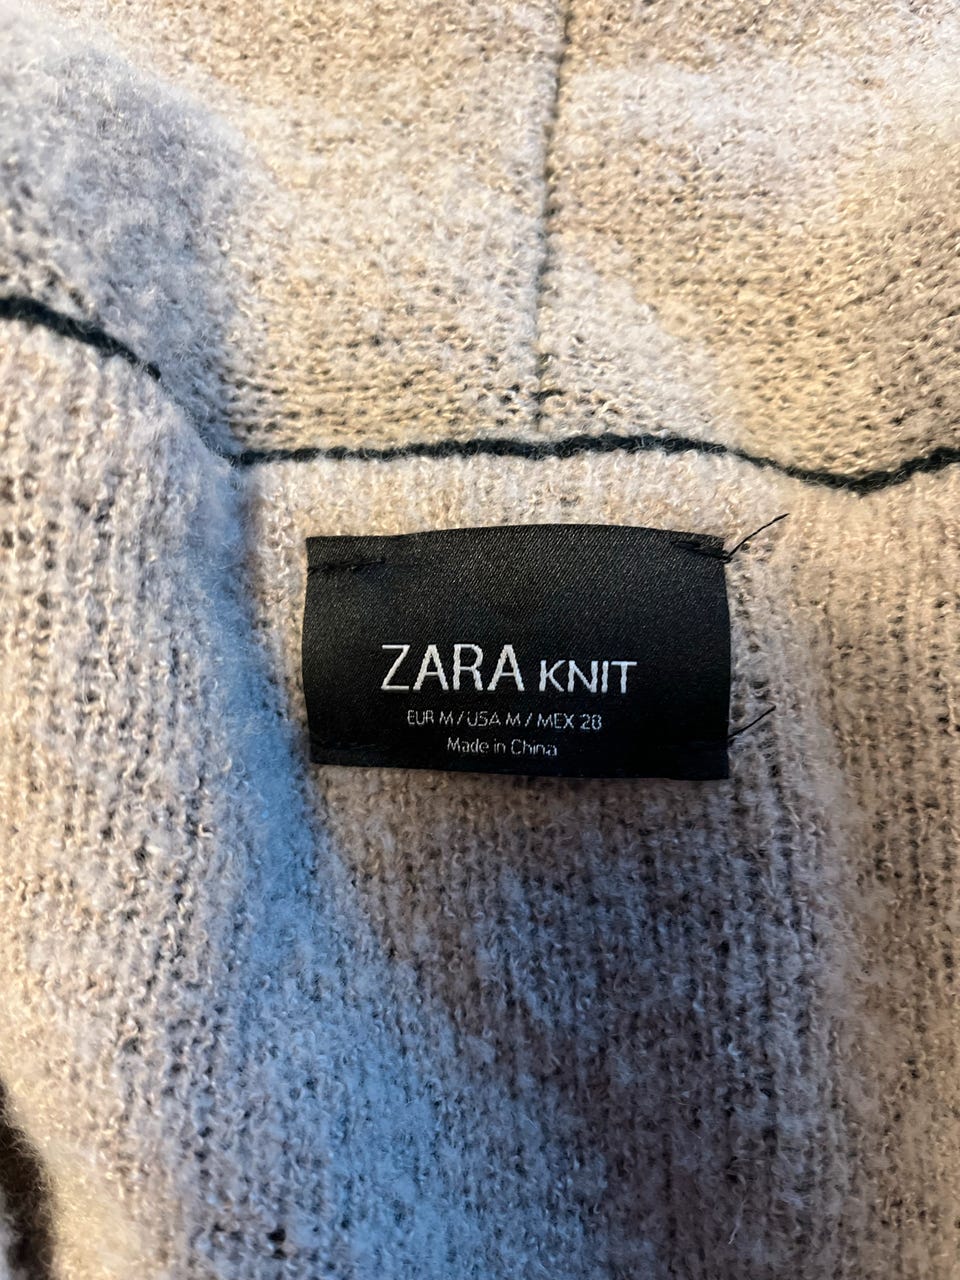 ZARA KNIT
EUR M / USA M / MEX 28
Made in China